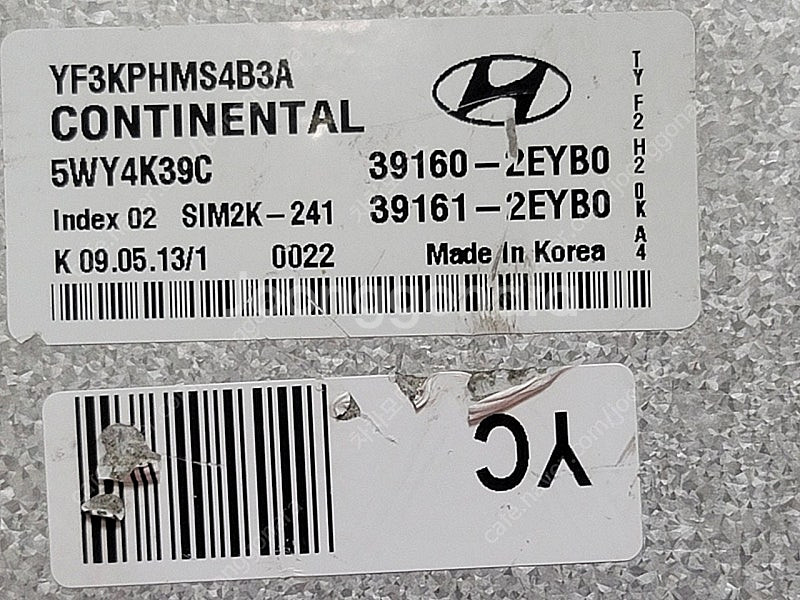 YF3KPHMS4B3A
CONTINENTAL
5WY4K39C 39160-2EYB0
Index 02 SIM2K-241 39161-2EYB0
K 09.05.13/1 0022 Made In Korea
TY F2 H2 0K A4
YC
joonggonara